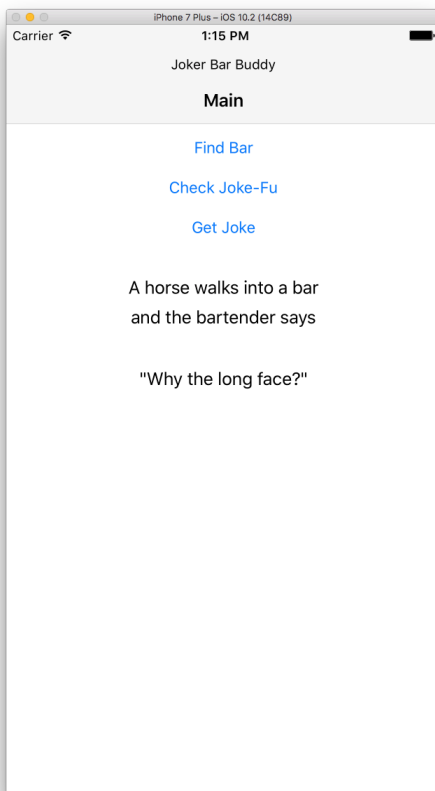 iPhone 7 Plus – iOS 10.2 (14C89)
Carrier 1:15 PM
Joker Bar Buddy
Main
Find Bar
Check Joke-Fu
Get Joke
A horse walks into a bar
and the bartender says
"Why the long face?"